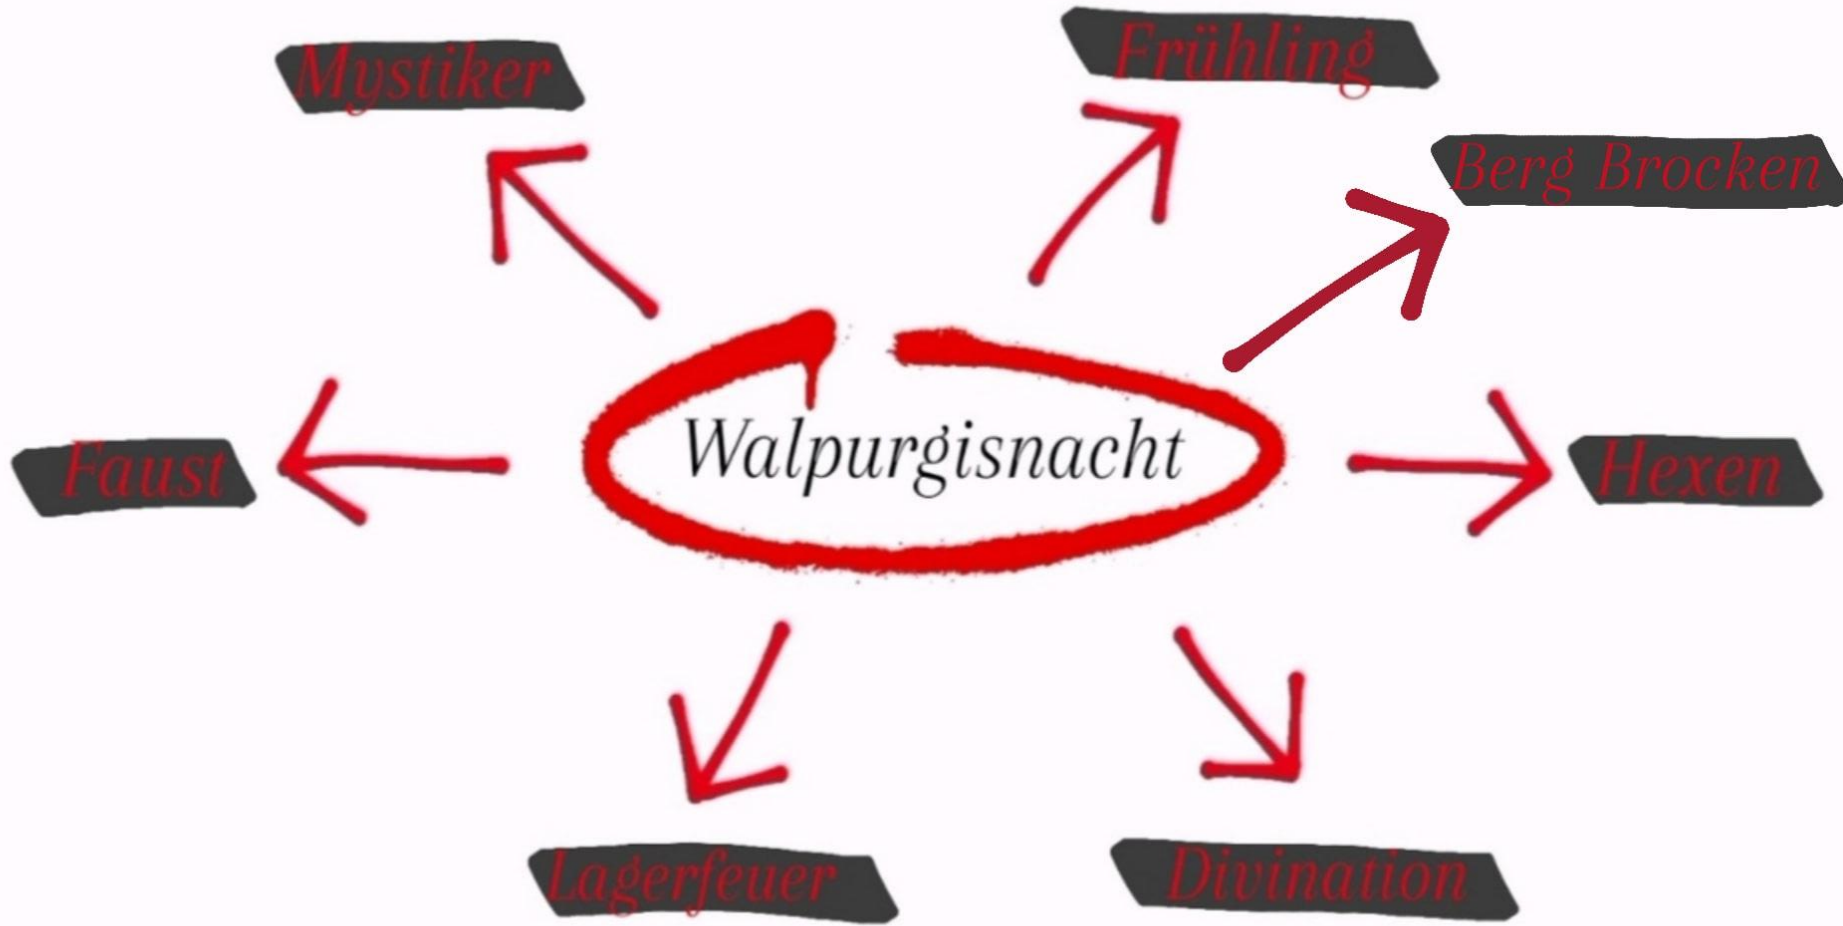 Mystiker
Frühling
Berg Brocken
Walpurgisnacht
Faust
Hexen
Lagerfeuer
Divination